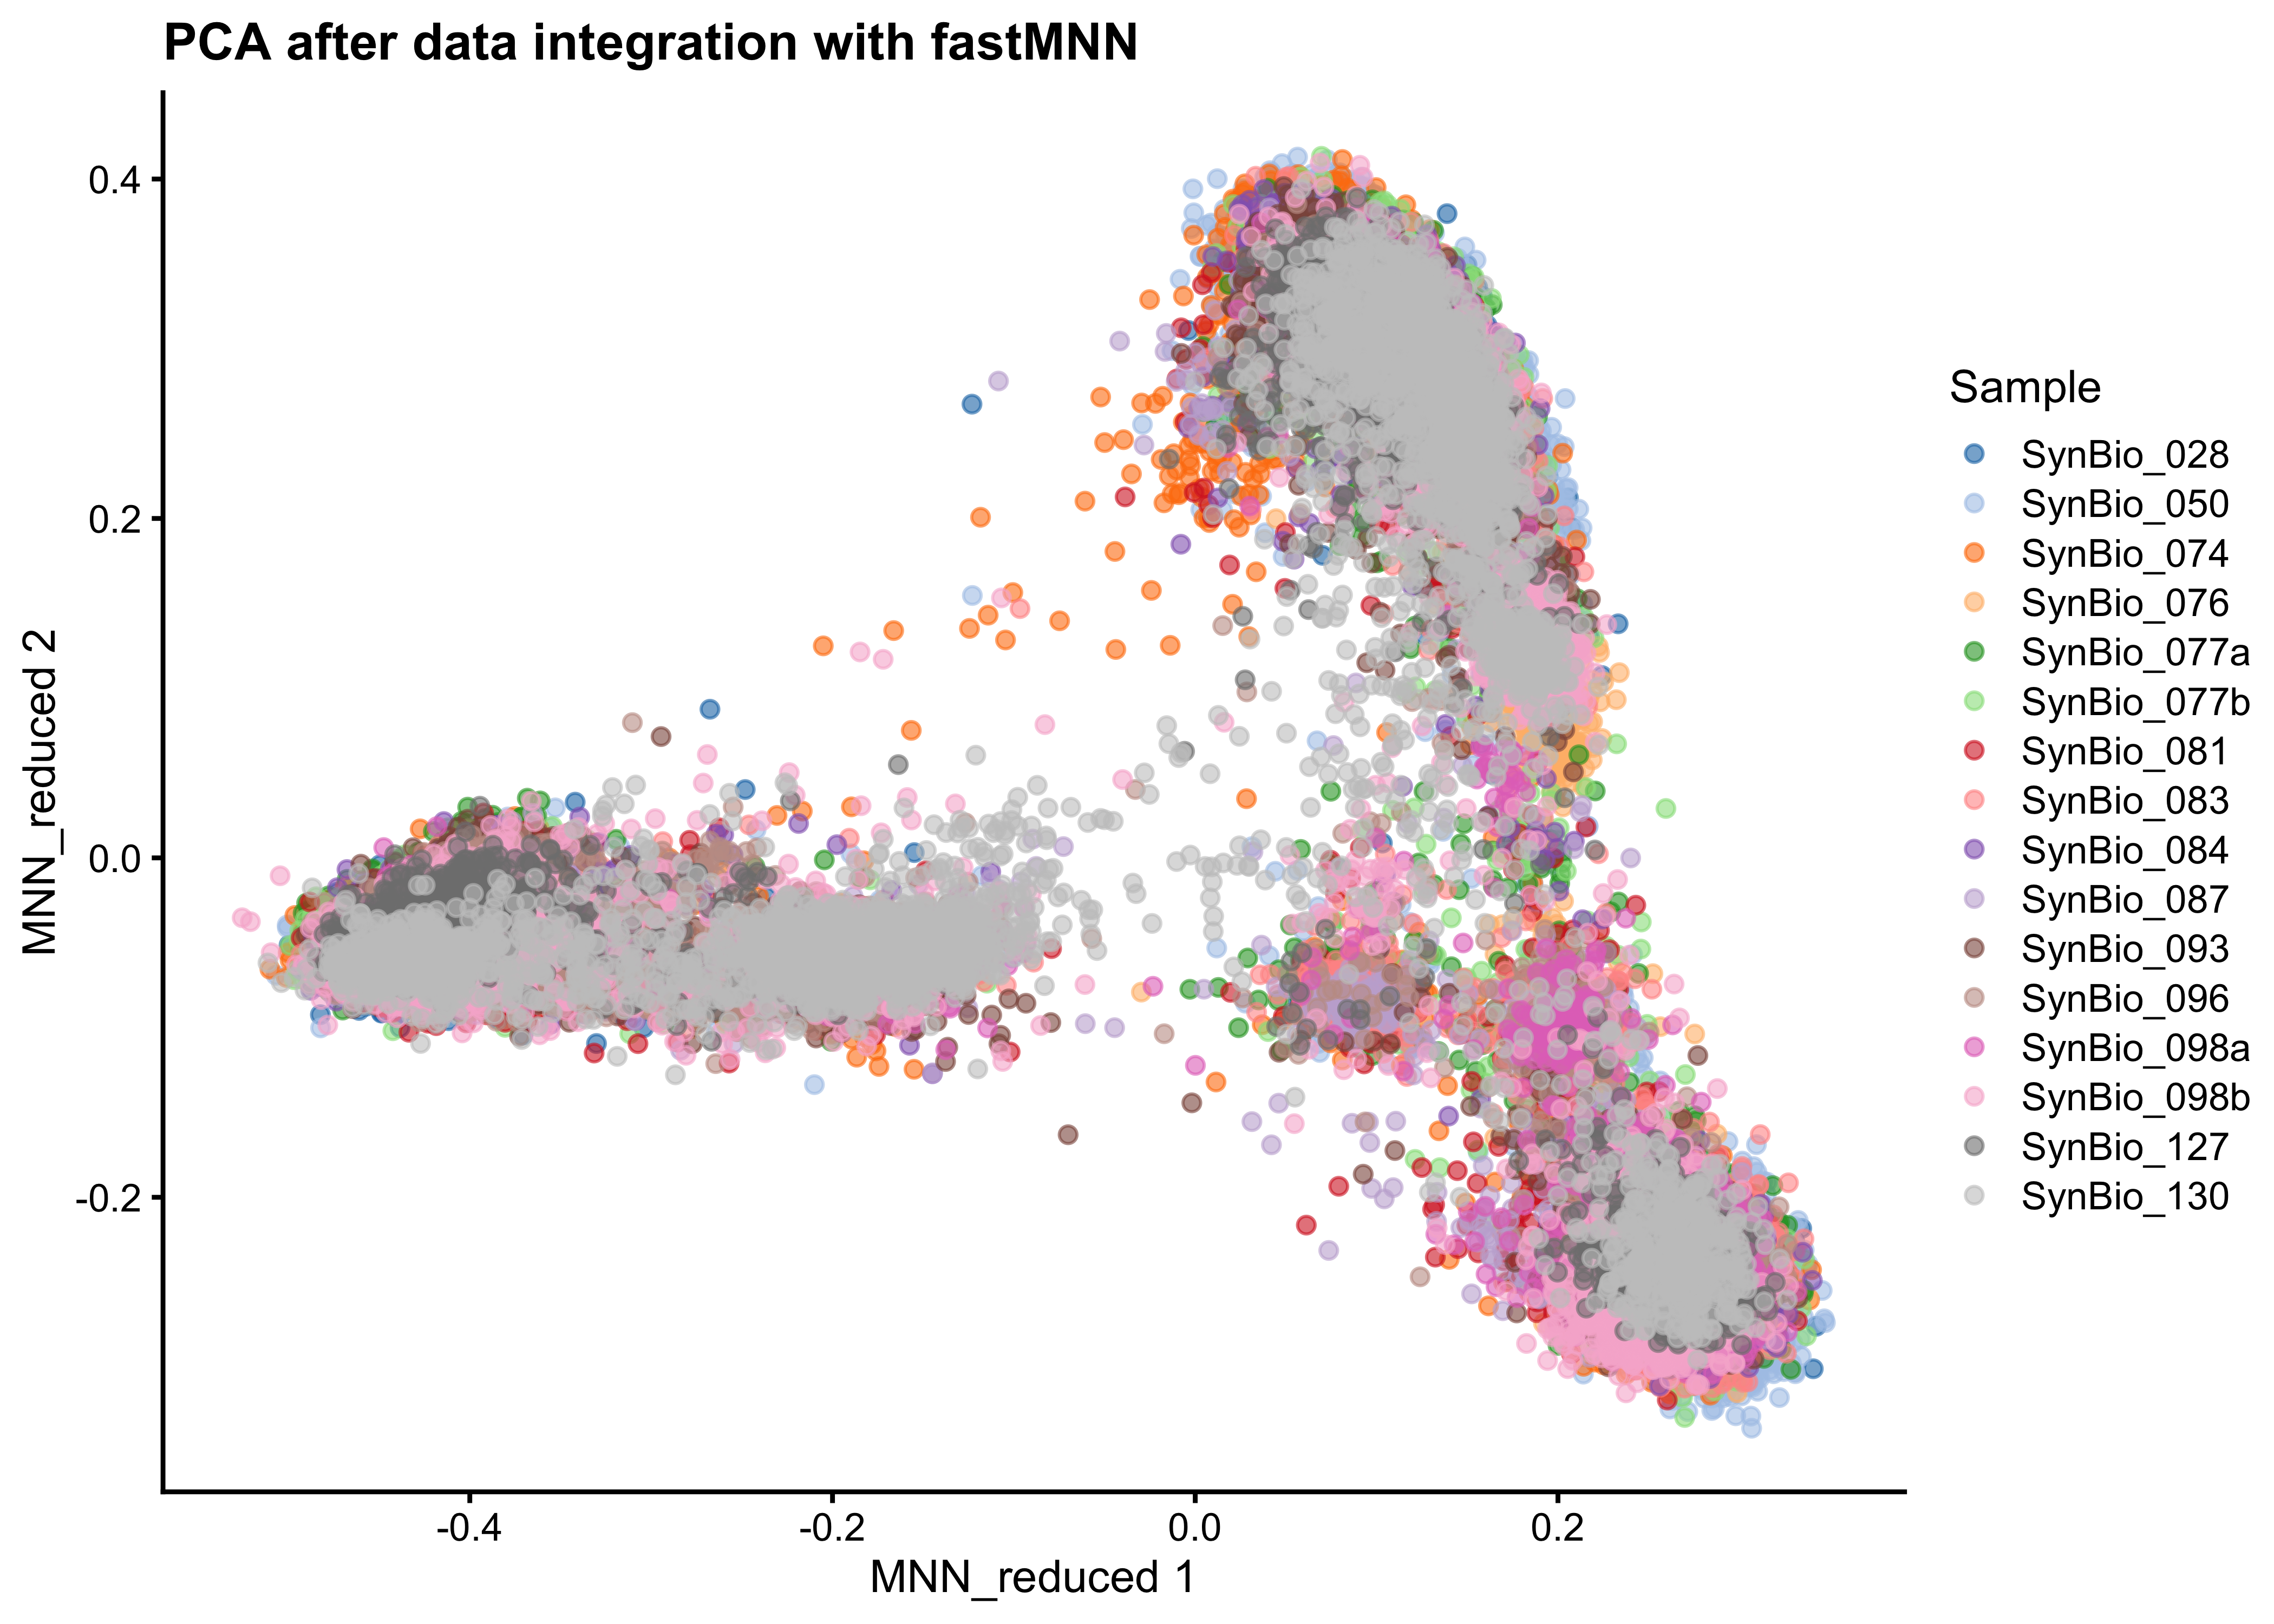 PCA after data integration with fastMNN
MNN_reduced 2
0.4
0.2
0.0
-0.2
-0.4
-0.2
0.0
0.2
MNN_reduced 1
Sample
SynBio_028
SynBio_050
SynBio_074
SynBio_076
SynBio_077a
SynBio_077b
SynBio_081
SynBio_083
SynBio_084
SynBio_087
SynBio_093
SynBio_096
SynBio_098a
SynBio_098b
SynBio_127
SynBio_130